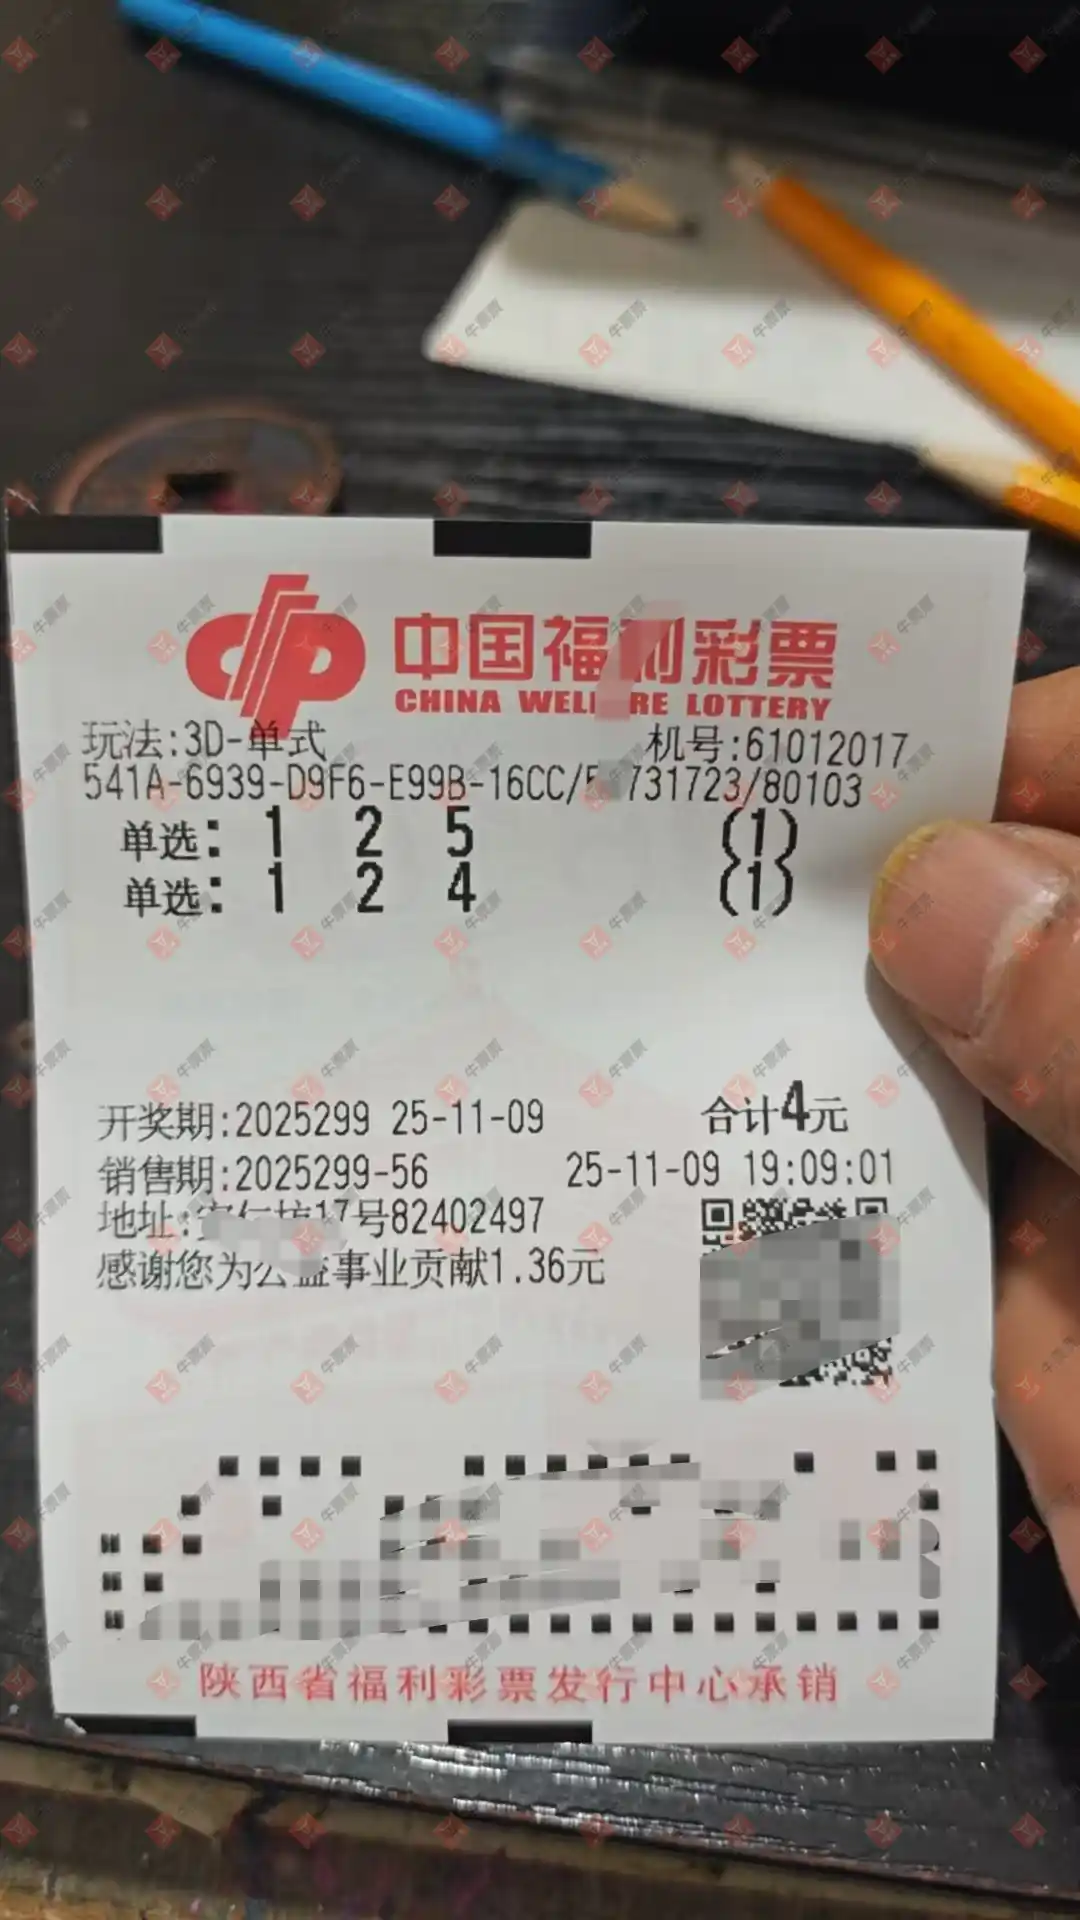 中国福利彩票
CHINA WELFARE LOTTERY
玩法:3D-单式 机号:61012017
541A-6939-D9F6-E99B-16CC/ 731723/80103
单选: 1 2 5 (1)
单选: 1 2 4 (1)
开奖期:2025299 25-11-09 合计4元
销售期:2025299-56 25-11-09 19:09:01
地址: 17号82402497
感谢您为公益事业贡献1.36元
陕西省福利彩票发行中心承销
牛票票